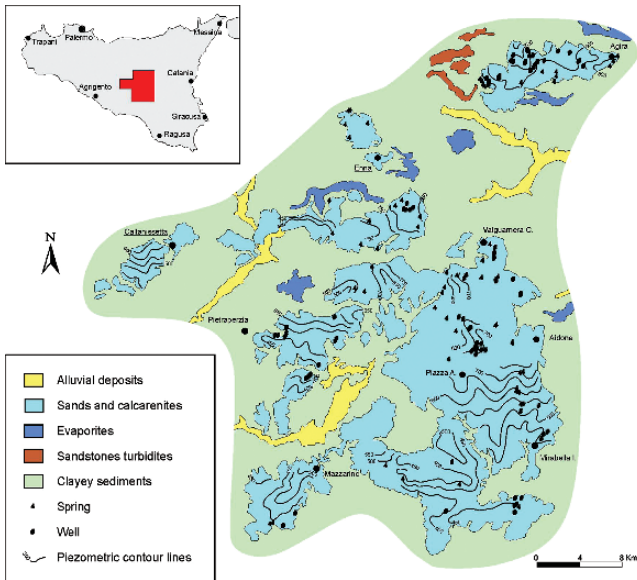 Palermo
Messina
Trapani
Catania
Agrigento
Siracusa
Ragusa
Agira
Enna
Caltanissetta
Valguarnera C.
N
Pietraperzia
Aidone
Piazza A.
Mirabella I.
Mazzarino
Alluvial deposits
Sands and calcarenites
Evaporites
Sandstones turbidites
Clayey sediments
Spring
Well
Piezometric contour lines
0 4 8 Km